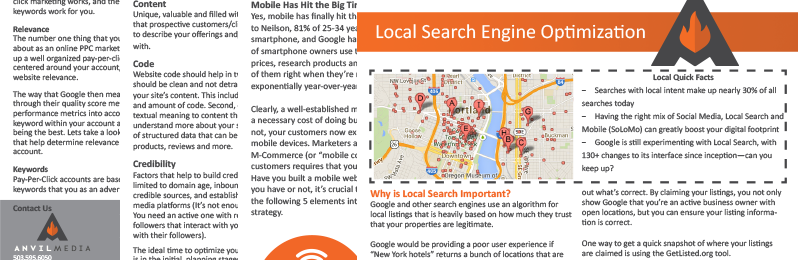 click marketing works, and the
keywords work for you.
Relevance
The number one thing that you
about as an online PPC market
up a well organized pay-per-cli
centered around your account,
website relevance.
The way that Google then mea
through their quality score me
performance metrics into acco
keyword within your account a
being the best. Lets take a look
that help determine relevance
account.
Keywords
Pay-Per-Click accounts are base
keywords that you as an adver
Contact Us
ANVILMEDIA
503.595.6050
Content
Unique, valuable and filled wi
that prospective customers/cl
to describe your offerings and
with.
Code
Website code should help in
should be clean and not detra
your site's content. This includ
and amount of code. Second,
textual meaning to content th
understand more about your
of structured data that can be
products, reviews and more.
Credibility
Factors that help to build cred
limited to domain age, inboun
credible sources, and establis
media platforms (it's not enou
You need an active one with r
followers that interact with yo
with their followers).
The ideal time to optimize you
is in the initial planning stage
Mobile Has Hit the Big Tir
Yes, mobile has finally hit th
to Neilson, 81% of 25-34 yea
smartphone, and Google ha
of smartphone owners use t
prices, research products an
of them right when they're
exponentially year-over-year
Clearly, a well-established m
a necessary cost of doing bu
not, your customers now ex
mobile devices. Marketers a
M-Commerce (or "mobile co
customers requires that you
Have you built a mobile web
you have or not, it's crucial t
the following 5 elements int
strategy.
Local Search Engine Optimization
Portland
Downtown
Local Quick Facts
– Searches with local intent make up nearly 30% of all
searches today
– Having the right mix of Social Media, Local Search and
Mobile (SoLoMo) can greatly boost your digital footprint
– Google is still experimenting with Local Search, with
130+ changes to its interface since inception—can you
keep up?
Why is Local Search Important?
Google and other search engines use an algorithm for
local listings that is heavily based on how much they trust
that your properties are legitimate.
Google would be providing a poor user experience if
"New York hotels" returns a bunch of locations that are
out what's correct. By claiming your listings, you not only
show Google that you're an active business owner with
open locations, but you can ensure your listing informa-
tion is correct.
One way to get a quick snapshot of where your listings
are claimed is using the GetListed.org tool.